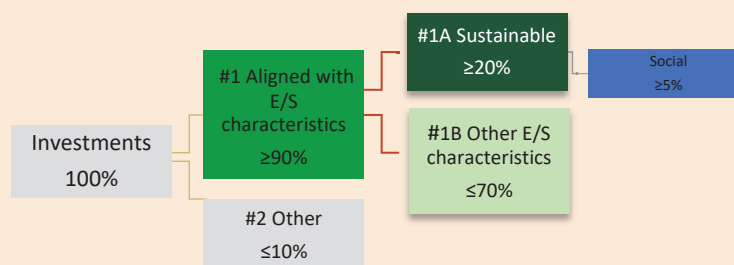 Investments
100%
#1 Aligned with
E/S
characteristics
≥90%
#2 Other
≤10%
#1A Sustainable
≥20%
#1B Other E/S
characteristics
≤70%
Social
≥5%